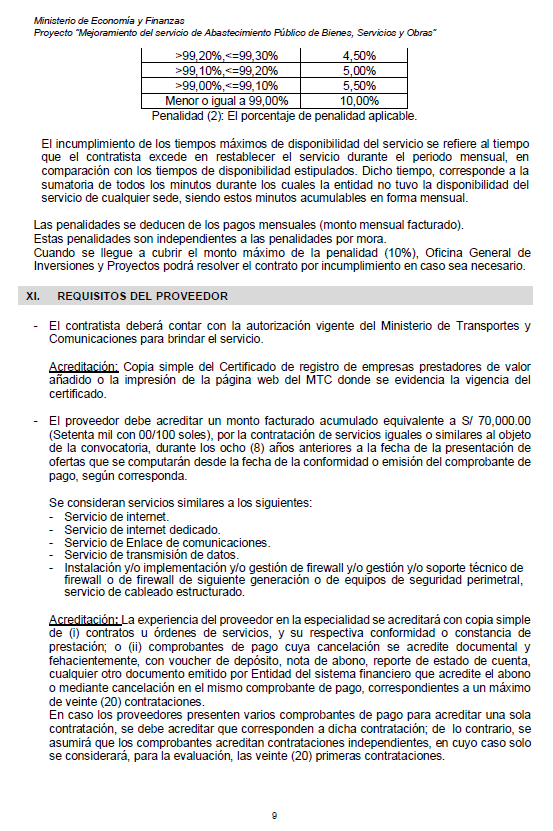 Ministerio de Economía y Finanzas
Proyecto "Mejoramiento del servicio de Abastecimiento Público de Bienes, Servicios y Obras"
>99,20%,<=99,30% 4,50%
>99,10%,<=99,20% 5,00%
>99,00%,<=99,10% 5,50%
Menor o igual a 99,00% 10,00%
Penalidad (2): El porcentaje de penalidad aplicable.
El incumplimiento de los tiempos máximos de disponibilidad del servicio se refiere al tiempo
que el contratista excede en restablecer el servicio durante el periodo mensual, en
comparación con los tiempos de disponibilidad estipulados. Dicho tiempo, corresponde a la
sumatoria de todos los minutos durante los cuales la entidad no tuvo la disponibilidad del
servicio de cualquier sede, siendo estos minutos acumulables en forma mensual.
Las penalidades se deducen de los pagos mensuales (monto mensual facturado).
Estas penalidades son independientes a las penalidades por mora.
Cuando se llegue a cubrir el monto máximo de la penalidad (10%), Oficina General de
Inversiones y Proyectos podrá resolver el contrato por incumplimiento en caso sea necesario.
XI. REQUISITOS DEL PROVEEDOR
- El contratista deberá contar con la autorización vigente del Ministerio de Transportes y
Comunicaciones para brindar el servicio.
Acreditación: Copia simple del Certificado de registro de empresas prestadores de valor
añadido o la impresión de la página web del MTC donde se evidencia la vigencia del
certificado.
- El proveedor debe acreditar un monto facturado acumulado equivalente a S/ 70,000.00
(Setenta mil con 00/100 soles), por la contratación de servicios iguales o similares al objeto
de la convocatoria, durante los ocho (8) años anteriores a la fecha de la presentación de
ofertas que se computarán desde la fecha de la conformidad o emisión del comprobante de
pago, según corresponda.
Se consideran servicios similares a los siguientes:
- Servicio de internet.
- Servicio de internet dedicado.
- Servicio de Enlace de comunicaciones.
- Servicio de transmisión de datos.
- Instalación y/o implementación y/o gestión de firewall y/o gestión y/o soporte técnico de
firewall o de firewall de siguiente generación o de equipos de seguridad perimetral,
servicio de cableado estructurado.
Acreditación: La experiencia del proveedor en la especialidad se acreditará con copia simple
de (i) contratos u órdenes de servicios, y su respectiva conformidad o constancia de
prestación; o (ii) comprobantes de pago cuya cancelación se acredite documental y
fehacientemente, con voucher de depósito, nota de abono, reporte de estado de cuenta,
cualquier otro documento emitido por Entidad del sistema financiero que acredite el abono
o mediante cancelación en el mismo comprobante de pago, correspondientes a un máximo
de veinte (20) contrataciones.
En caso los proveedores presenten varios comprobantes de pago para acreditar una sola
contratación, se debe acreditar que corresponden a dicha contratación; de lo contrario, se
asumirá que los comprobantes acreditan contrataciones independientes, en cuyo caso solo
se considerará, para la evaluación, las veinte (20) primeras contrataciones.
9